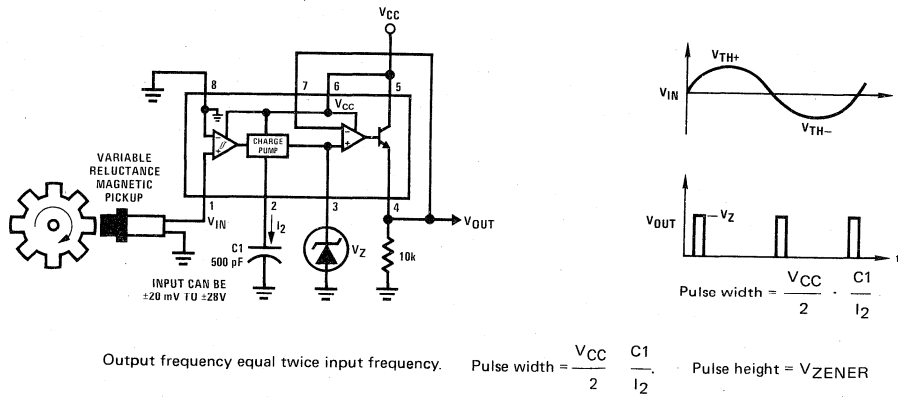 VCC
8
7
6
5
VCC
CHARGE
PUMP
VARIABLE
RELUCTANCE
MAGNETIC
PICKUP
1
2
3
4
VIN
I2
C1
500 pF
VZ
10k
VOUT
INPUT CAN BE
±20 mV TO ±28V
VTH+
VIN
VTH−
VOUT
VZ
t
Pulse width = VCC/2 · C1/I2
Output frequency equal twice input frequency. Pulse width = VCC/2 C1/I2. Pulse height = VZENER